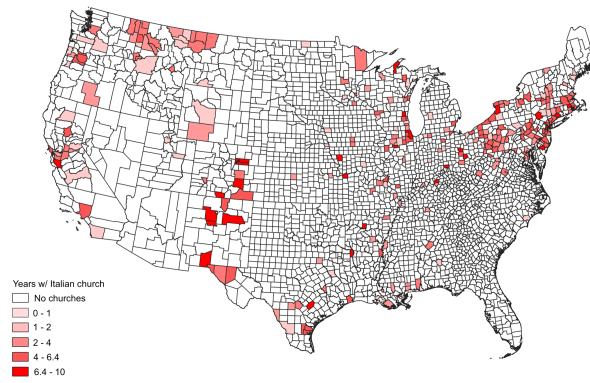 Years w/ Italian church
No churches
0 - 1
1 - 2
2 - 4
4 - 6.4
6.4 - 10